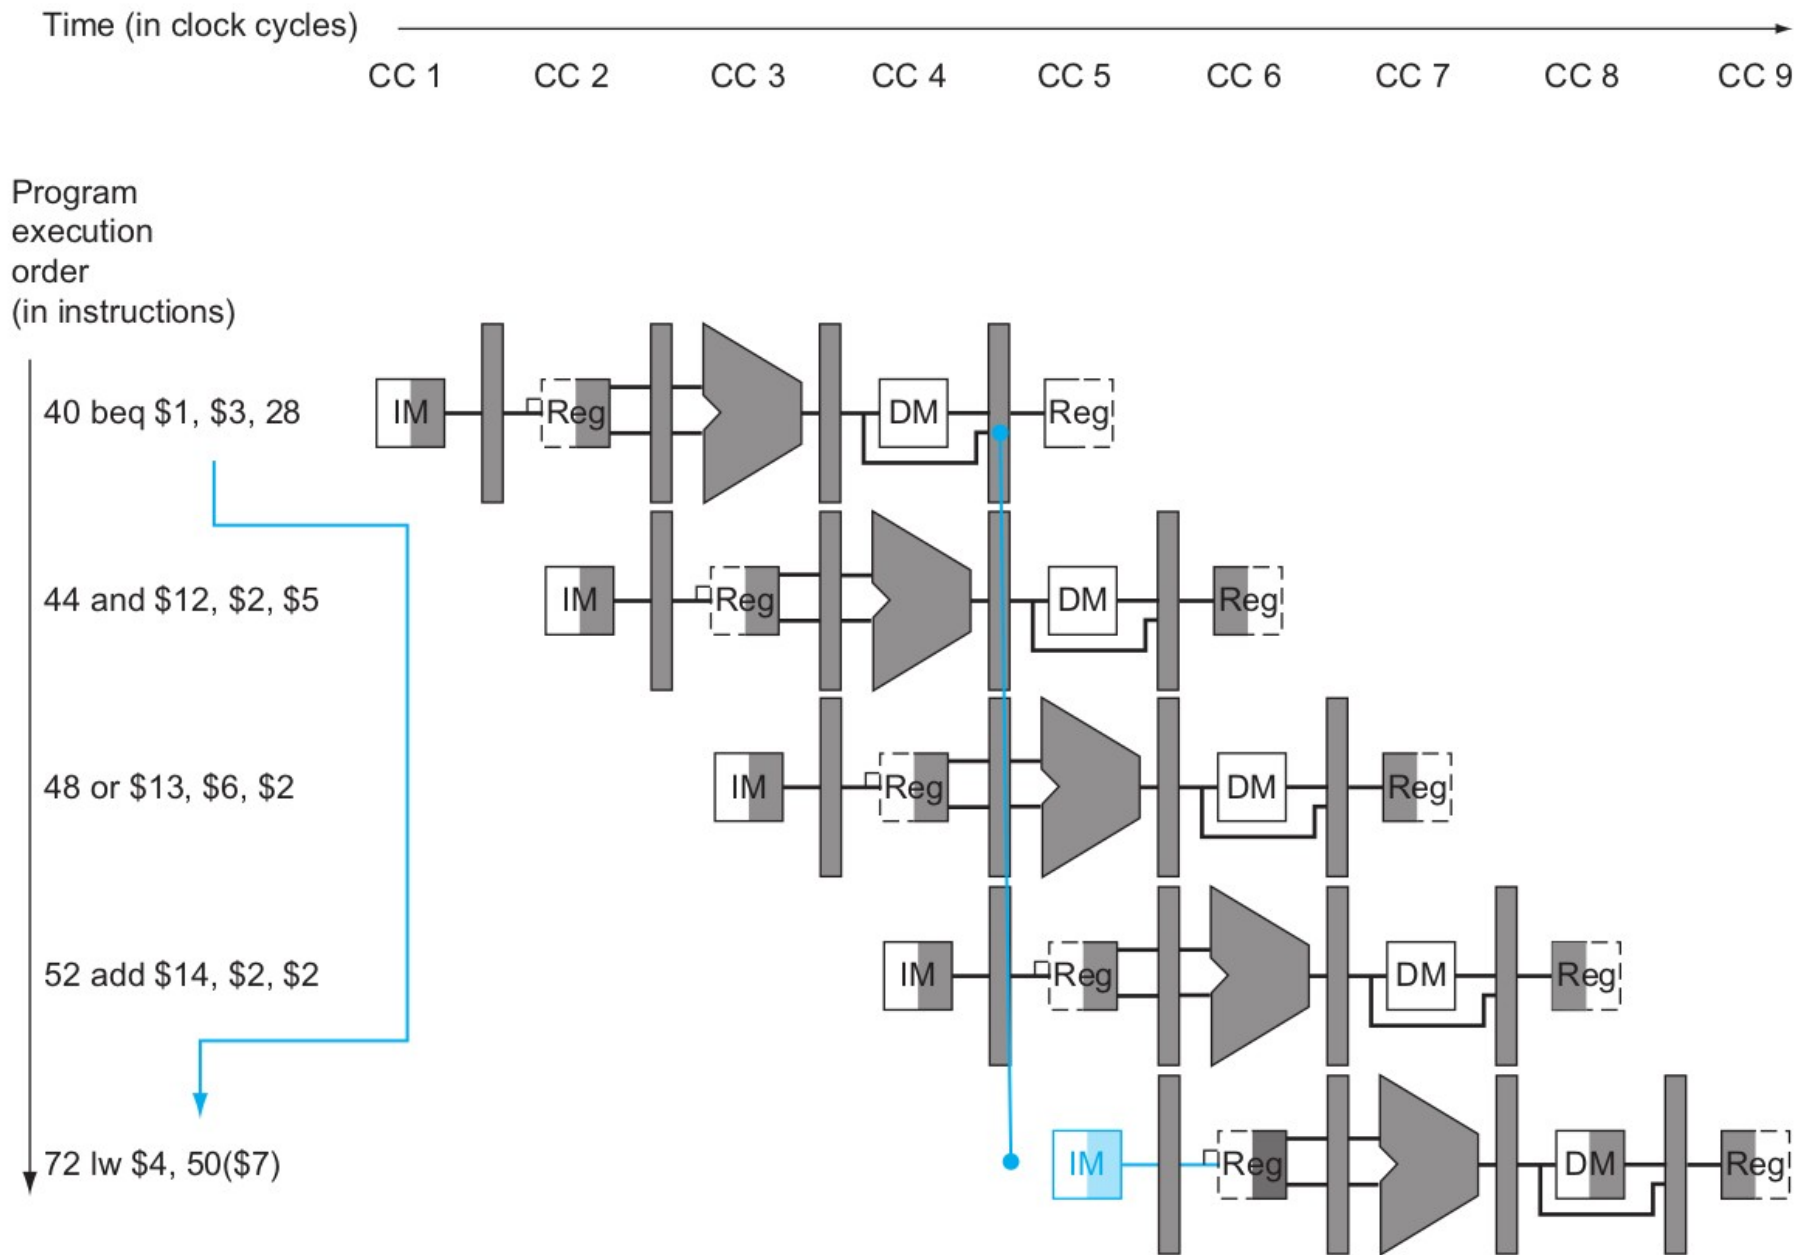 Time (in clock cycles)
CC 1 CC 2 CC 3 CC 4 CC 5 CC 6 CC 7 CC 8 CC 9
Program
execution
order
(in instructions)
40 beq $1, $3, 28 IM Reg DM Reg
44 and $12, $2, $5 IM Reg DM Reg
48 or $13, $6, $2 IM Reg DM Reg
52 add $14, $2, $2 IM Reg DM Reg
72 lw $4, 50($7) IM Reg DM Reg